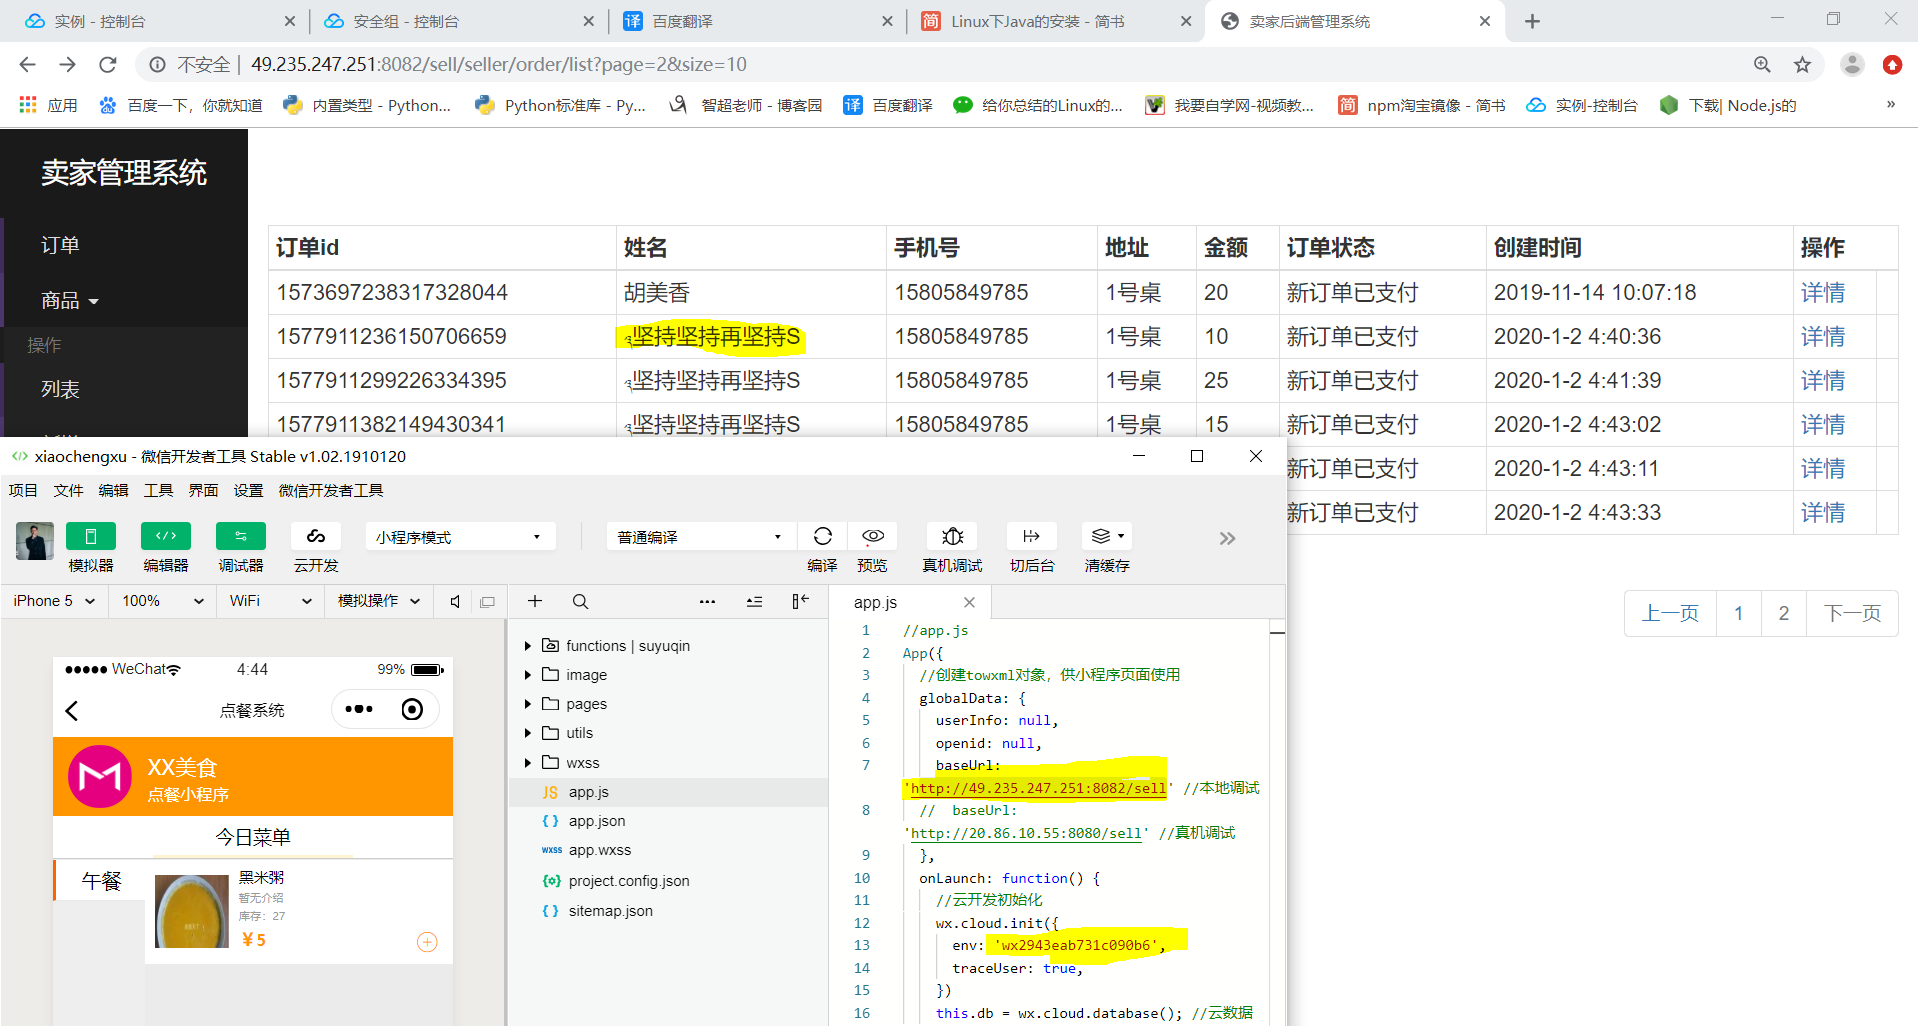 实例 - 控制台
安全组 - 控制台
译 百度翻译
简 Linux下Java的安装 - 简书
卖家后端管理系统
不安全 | 49.235.247.251:8082/sell/seller/order/list?page=2&size=10
应用
百度一下，你就知道
内置类型 - Python...
Python标准库 - Py...
智超老师 - 博客园
译 百度翻译
给你总结的Linux的...
我要自学网-视频教...
简 npm淘宝镜像 - 简书
实例-控制台
下载| Node.js的
»
卖家管理系统
订单
商品
操作
列表
订单id 姓名 手机号 地址 金额 订单状态 创建时间 操作
1573697238317328044 胡美香 15805849785 1号桌 20 新订单已支付 2019-11-14 10:07:18 详情
1577911236150706659 坚持坚持再坚持S 15805849785 1号桌 10 新订单已支付 2020-1-2 4:40:36 详情
1577911299226334395 坚持坚持再坚持S 15805849785 1号桌 25 新订单已支付 2020-1-2 4:41:39 详情
1577911382149430341 坚持坚持再坚持S 15805849785 1号桌 15 新订单已支付 2020-1-2 4:43:02 详情
新订单已支付 2020-1-2 4:43:11 详情
新订单已支付 2020-1-2 4:43:33 详情
上一页 1 2 下一页
xiaochengxu - 微信开发者工具 Stable v1.02.1910120
项目 文件 编辑 工具 界面 设置 微信开发者工具
小程序模式 普通编译
模拟器 编辑器 调试器 云开发 编译 预览 真机调试 切后台 清缓存
iPhone 5 100% WiFi 模拟操作
WeChat 4:44 99%
点餐系统
XX美食
点餐小程序
今日菜单
午餐
黑米粥
暂无介绍
库存：27
¥5
functions | suyuqin
image
pages
utils
wxss
JS app.js
{ } app.json
wxss app.wxss
project.config.json
{ } sitemap.json
app.js
1 //app.js
2 App({
3 //创建towxml对象，供小程序页面使用
4 globalData: {
5 userInfo: null,
6 openid: null,
7 baseUrl:
'http://49.235.247.251:8082/sell' //本地调试
8 // baseUrl:
'http://20.86.10.55:8080/sell' //真机调试
9 },
10 onLaunch: function() {
11 //云开发初始化
12 wx.cloud.init({
13 env: 'wx2943eab731c090b6',
14 traceUser: true,
15 })
16 this.db = wx.cloud.database(); //云数据